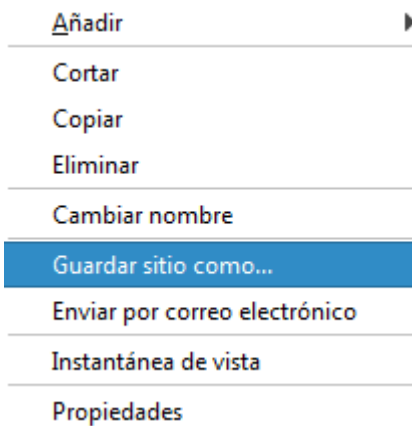 Añadir
Cortar
Copiar
Eliminar
Cambiar nombre
Guardar sitio como...
Enviar por correo electrónico
Instantánea de vista
Propiedades